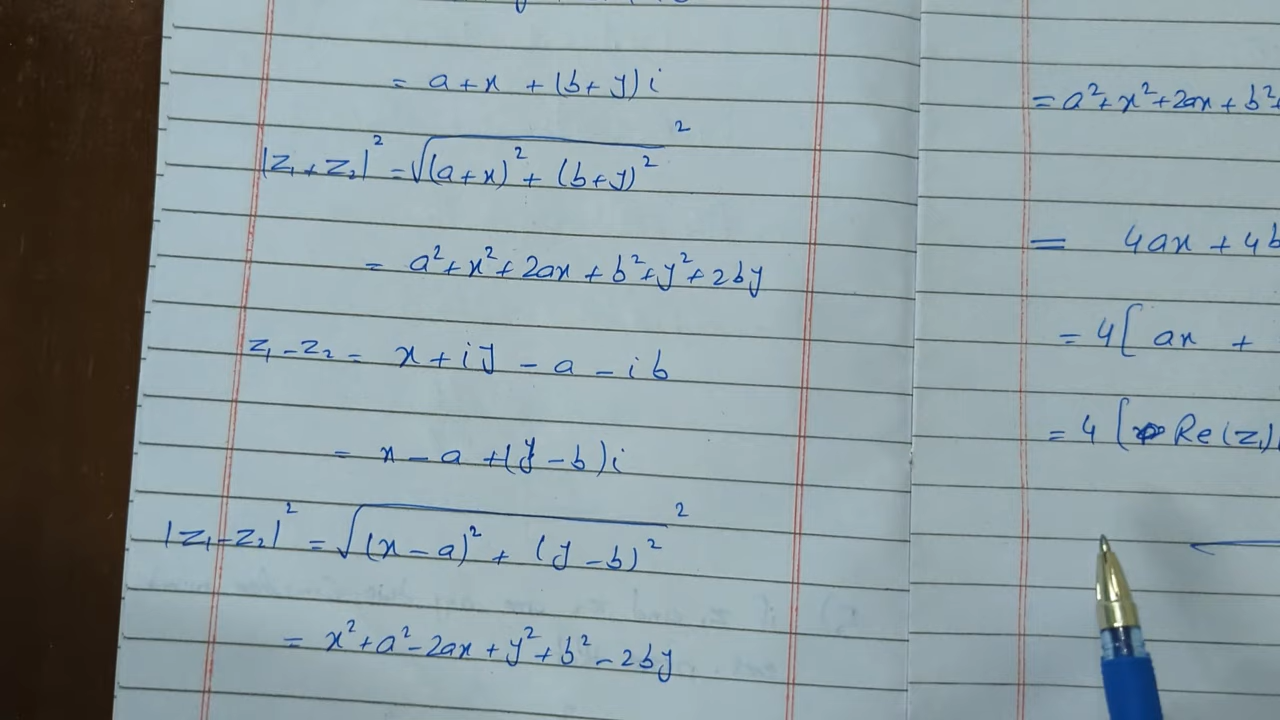 = a+x + (b+y)i
|z₁+z₂|² = √(a+x)²+(b+y)² ²
= a²+x²+2ax+b²+y²+2by
z₁-z₂ = x+iy-a-ib
= x-a+(y-b)i
|z₁-z₂|² = √(x-a)²+(y-b)² ²
= x²+a²-2ax+y²+b²-2by
= a²+x²+2ax+b²+
= 4ax+4b
= 4[ax+
= 4[Re(z₁)